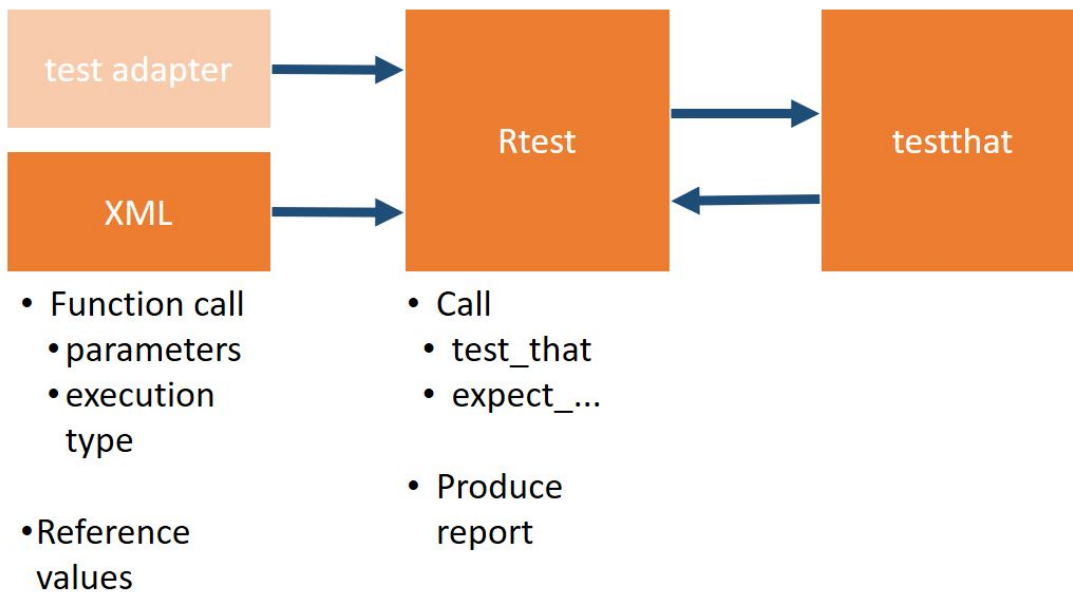 test adapter
XML
Rtest
testthat
• Function call
• parameters
• execution
type
•Reference
values
• Call
• test_that
• expect_...
• Produce
report